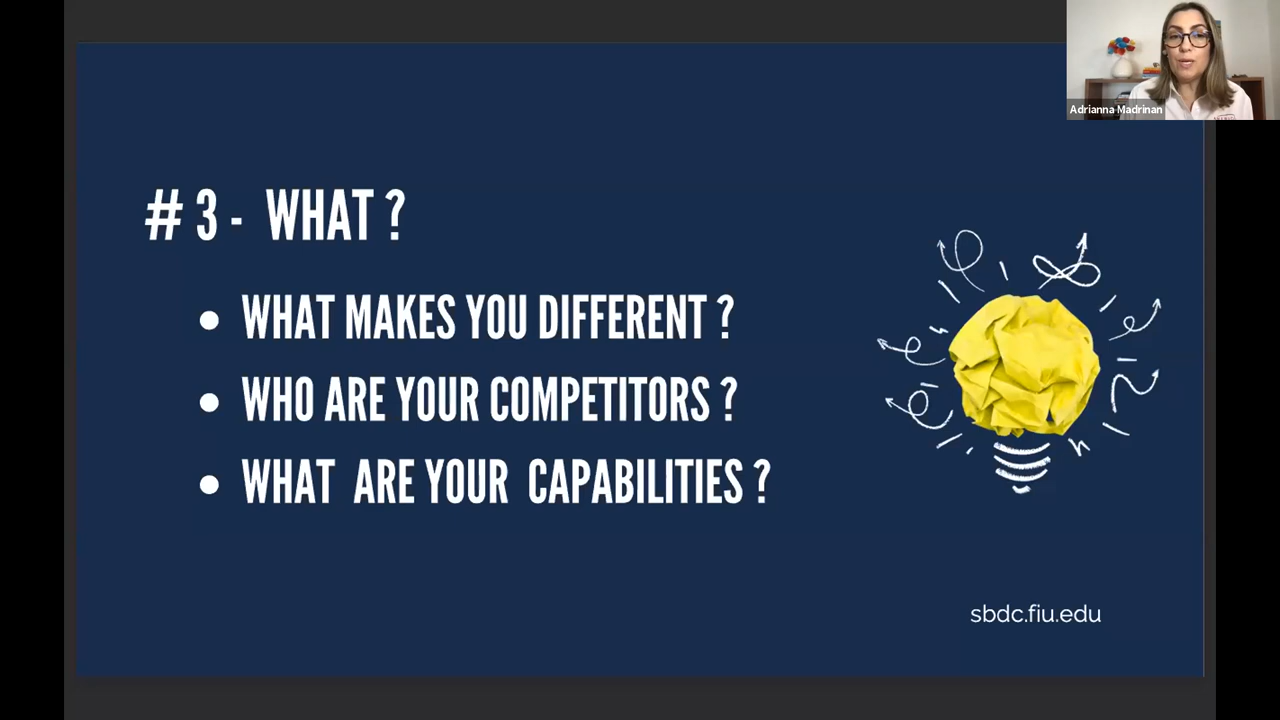 Adrianna Madrinan
# 3 - WHAT ?
WHAT MAKES YOU DIFFERENT ?
WHO ARE YOUR COMPETITORS ?
WHAT ARE YOUR CAPABILITIES ?
sbdc.fiu.edu